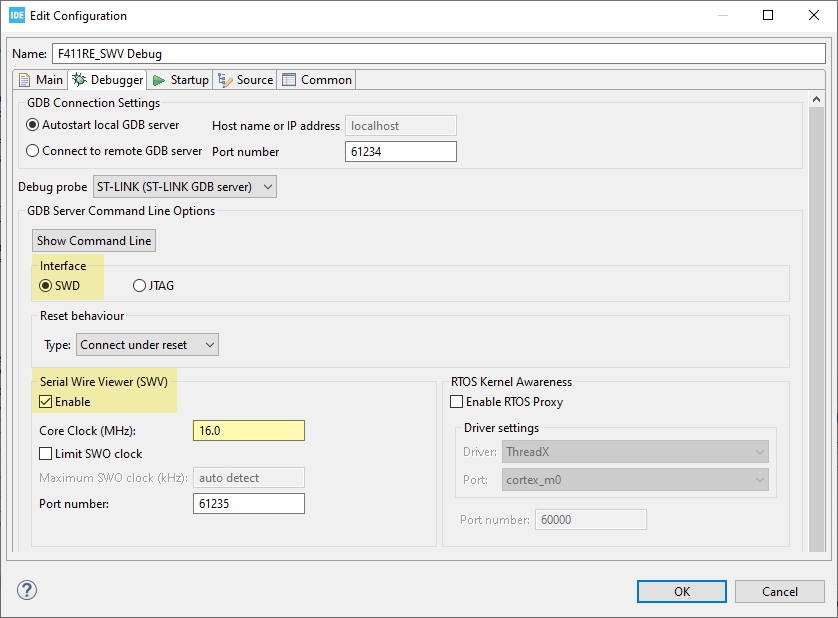 IDE Edit Configuration
Name: F411RE_SWV Debug
Main Debugger Startup Source Common
GDB Connection Settings
Autostart local GDB server Host name or IP address localhost
Connect to remote GDB server Port number 61234
Debug probe ST-LINK (ST-LINK GDB server)
GDB Server Command Line Options
Show Command Line
Interface
SWD JTAG
Reset behaviour
Type: Connect under reset
Serial Wire Viewer (SWV)
Enable
Core Clock (MHz): 16.0
Limit SWO clock
Maximum SWO clock (kHz): auto detect
Port number: 61235
RTOS Kernel Awareness
Enable RTOS Proxy
Driver settings
Driver: ThreadX
Port: cortex_m0
Port number: 60000
? OK Cancel